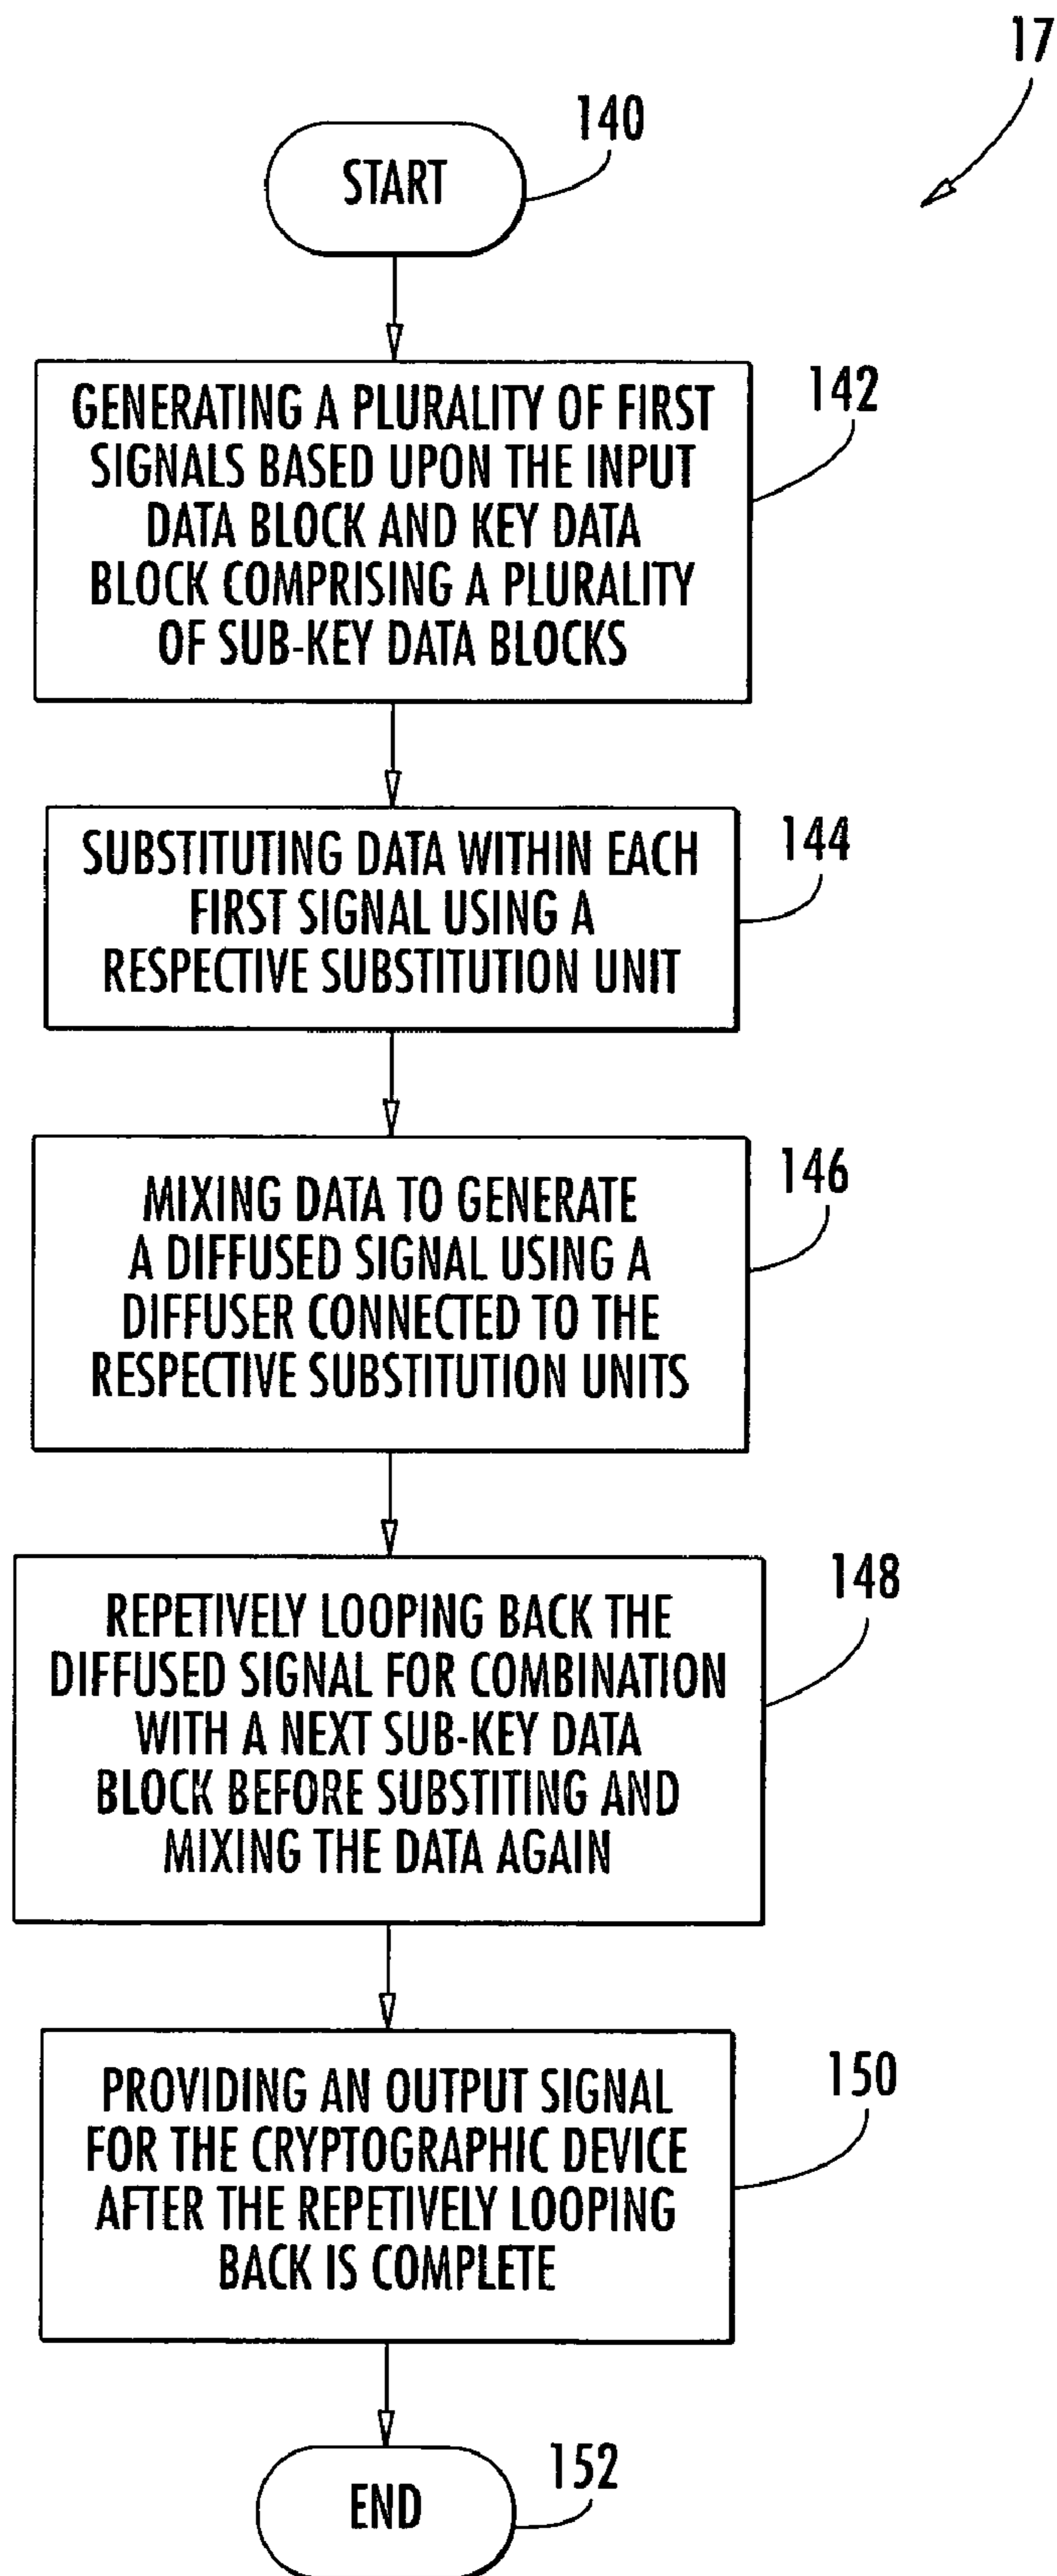 17
140
START
142
GENERATING A PLURALITY OF FIRST
SIGNALS BASED UPON THE INPUT
DATA BLOCK AND KEY DATA
BLOCK COMPRISING A PLURALITY
OF SUB-KEY DATA BLOCKS
144
SUBSTITUTING DATA WITHIN EACH
FIRST SIGNAL USING A
RESPECTIVE SUBSTITUTION UNIT
146
MIXING DATA TO GENERATE
A DIFFUSED SIGNAL USING A
DIFFUSER CONNECTED TO THE
RESPECTIVE SUBSTITUTION UNITS
148
REPETIVELY LOOPING BACK THE
DIFFUSED SIGNAL FOR COMBINATION
WITH A NEXT SUB-KEY DATA
BLOCK BEFORE SUBSTITING AND
MIXING THE DATA AGAIN
150
PROVIDING AN OUTPUT SIGNAL
FOR THE CRYPTOGRAPHIC DEVICE
AFTER THE REPETIVELY LOOPING
BACK IS COMPLETE
152
END